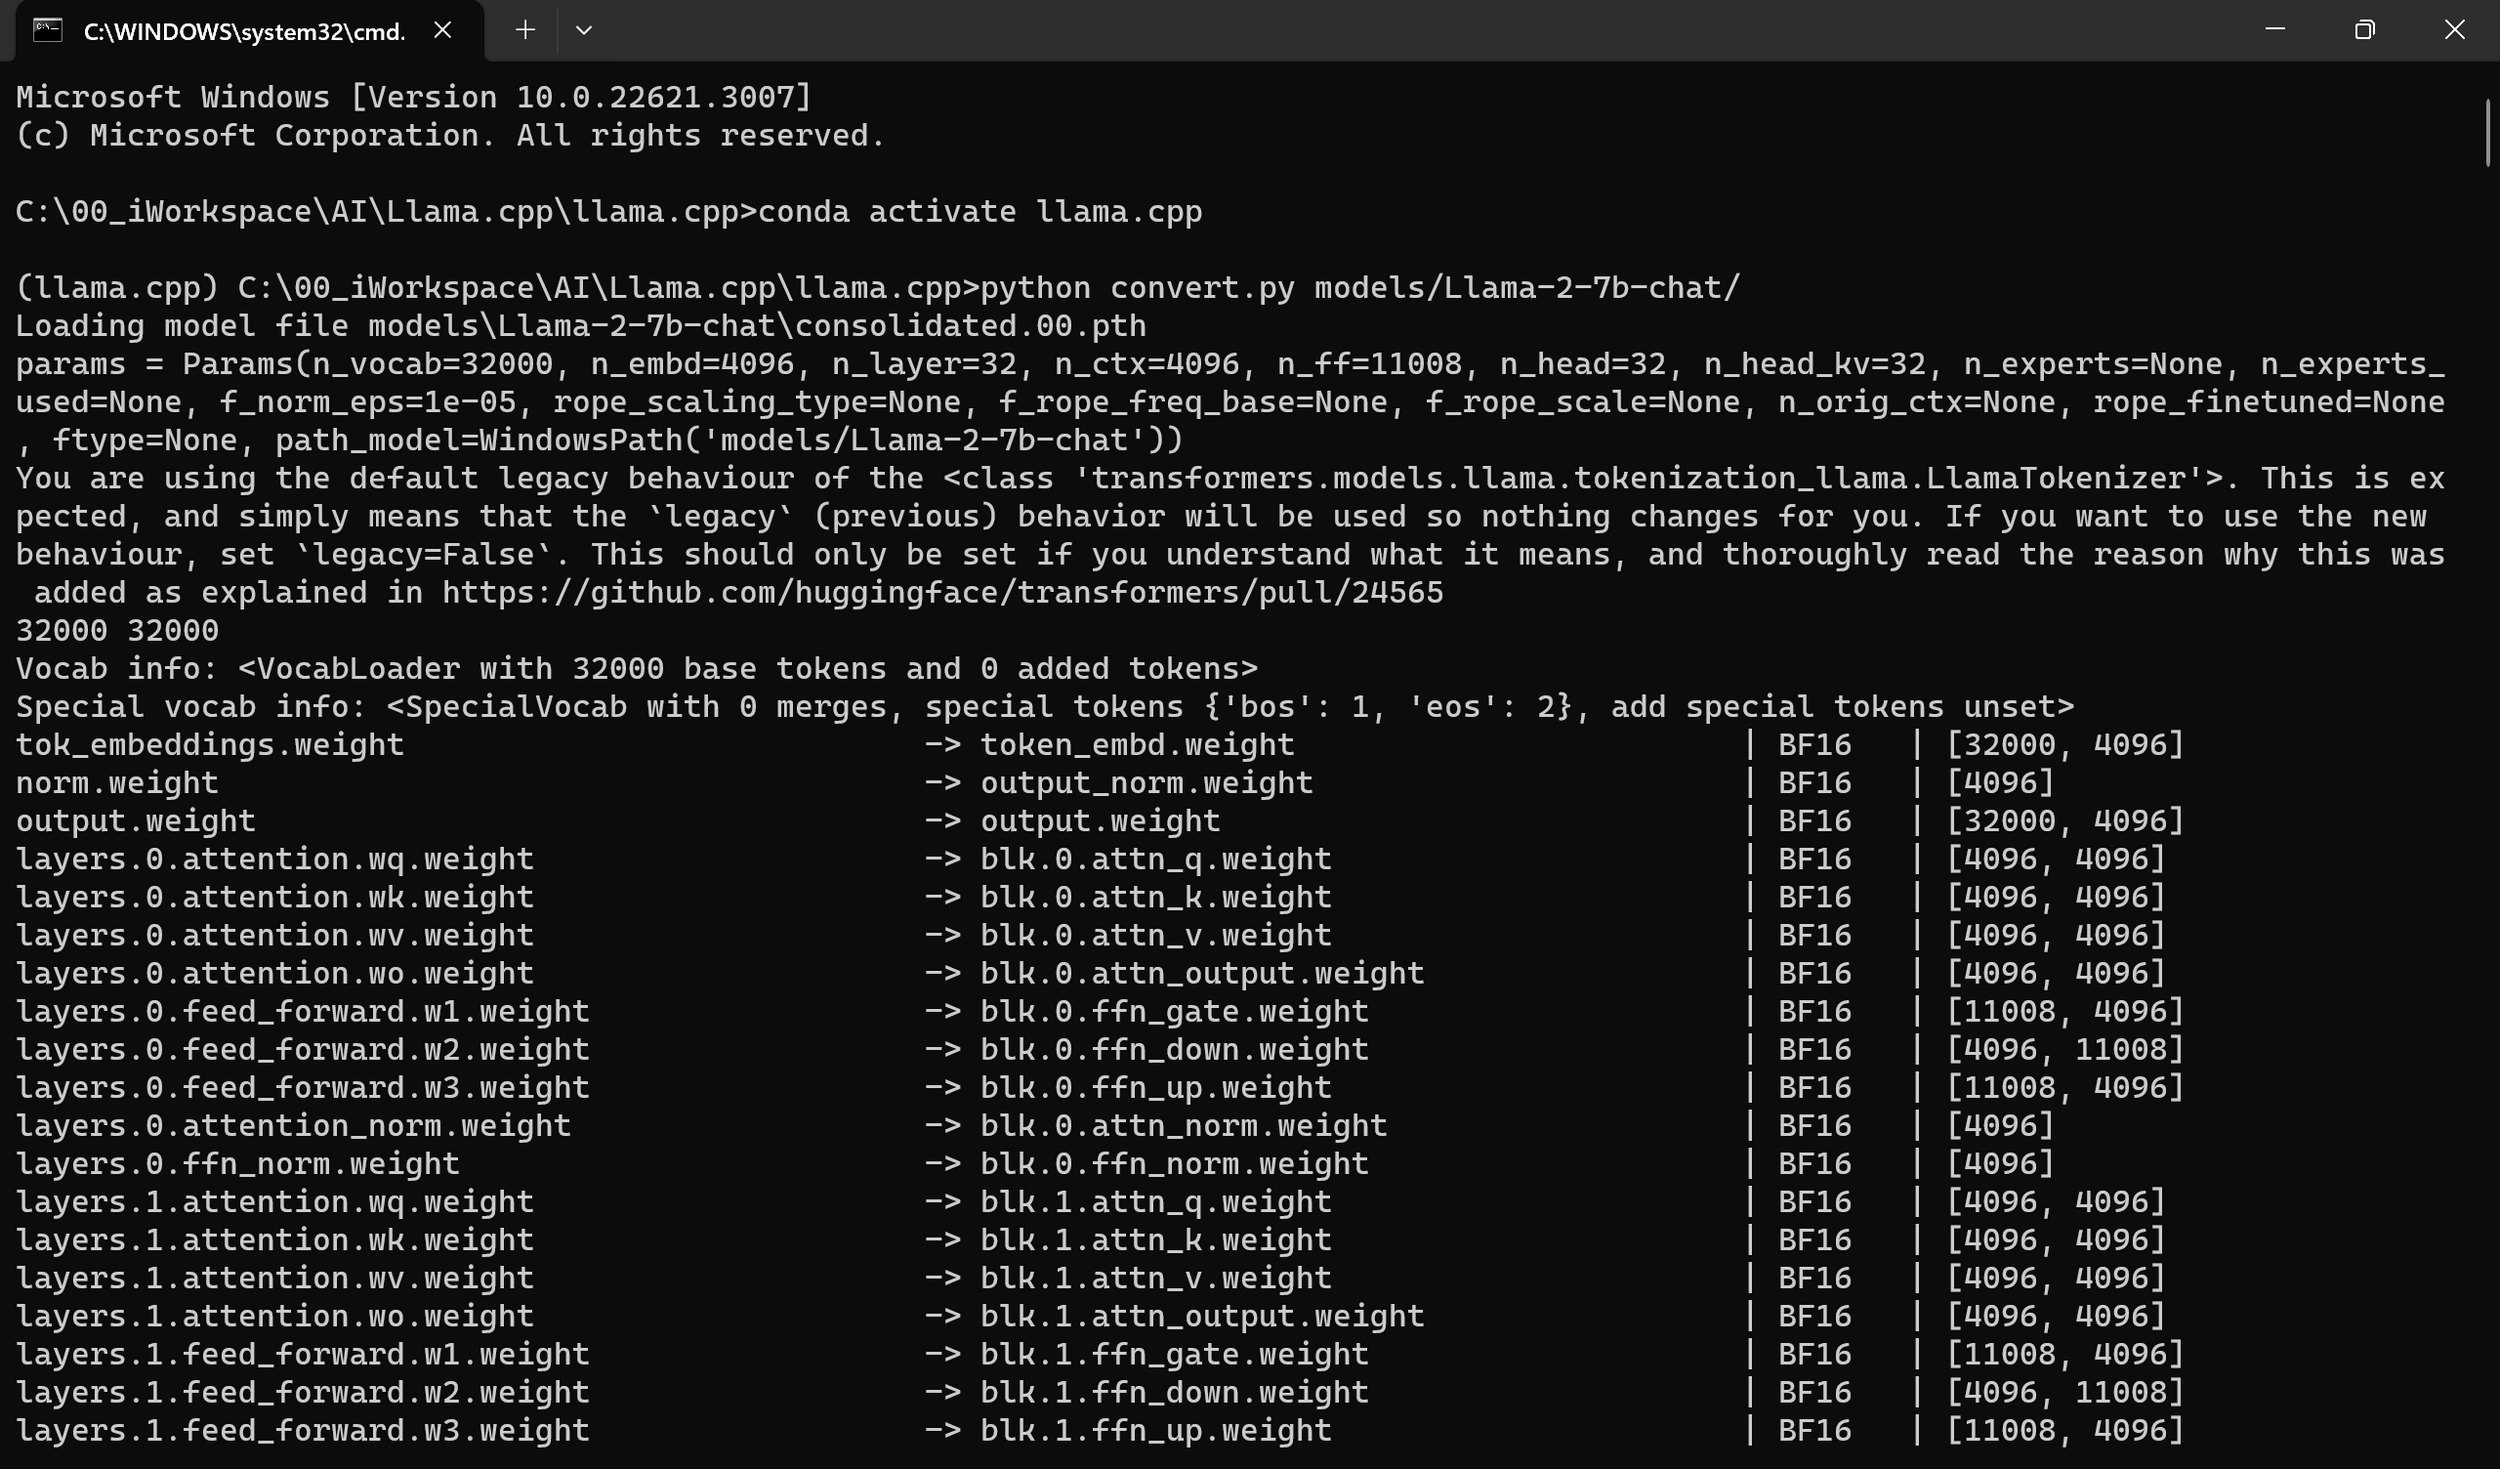 C:\WINDOWS\system32\cmd.
Microsoft Windows [Version 10.0.22621.3007]
(c) Microsoft Corporation. All rights reserved.
C:\00_iWorkspace\AI\Llama.cpp\llama.cpp>conda activate llama.cpp
(llama.cpp) C:\00_iWorkspace\AI\Llama.cpp\llama.cpp>python convert.py models/Llama-2-7b-chat/
Loading model file models\Llama-2-7b-chat\consolidated.00.pth
params = Params(n_vocab=32000, n_embd=4096, n_layer=32, n_ctx=4096, n_ff=11008, n_head=32, n_head_kv=32, n_experts=None, n_experts_
used=None, f_norm_eps=1e-05, rope_scaling_type=None, f_rope_freq_base=None, f_rope_scale=None, n_orig_ctx=None, rope_finetuned=None
, ftype=None, path_model=WindowsPath('models/Llama-2-7b-chat'))
You are using the default legacy behaviour of the <class 'transformers.models.llama.tokenization_llama.LlamaTokenizer'>. This is ex
pected, and simply means that the `legacy` (previous) behavior will be used so nothing changes for you. If you want to use the new
behaviour, set `legacy=False`. This should only be set if you understand what it means, and thoroughly read the reason why this was
 added as explained in https://github.com/huggingface/transformers/pull/24565
32000 32000
Vocab info: <VocabLoader with 32000 base tokens and 0 added tokens>
Special vocab info: <SpecialVocab with 0 merges, special tokens {'bos': 1, 'eos': 2}, add special tokens unset>
tok_embeddings.weight -> token_embd.weight | BF16 | [32000, 4096]
norm.weight -> output_norm.weight | BF16 | [4096]
output.weight -> output.weight | BF16 | [32000, 4096]
layers.0.attention.wq.weight -> blk.0.attn_q.weight | BF16 | [4096, 4096]
layers.0.attention.wk.weight -> blk.0.attn_k.weight | BF16 | [4096, 4096]
layers.0.attention.wv.weight -> blk.0.attn_v.weight | BF16 | [4096, 4096]
layers.0.attention.wo.weight -> blk.0.attn_output.weight | BF16 | [4096, 4096]
layers.0.feed_forward.w1.weight -> blk.0.ffn_gate.weight | BF16 | [11008, 4096]
layers.0.feed_forward.w2.weight -> blk.0.ffn_down.weight | BF16 | [4096, 11008]
layers.0.feed_forward.w3.weight -> blk.0.ffn_up.weight | BF16 | [11008, 4096]
layers.0.attention_norm.weight -> blk.0.attn_norm.weight | BF16 | [4096]
layers.0.ffn_norm.weight -> blk.0.ffn_norm.weight | BF16 | [4096]
layers.1.attention.wq.weight -> blk.1.attn_q.weight | BF16 | [4096, 4096]
layers.1.attention.wk.weight -> blk.1.attn_k.weight | BF16 | [4096, 4096]
layers.1.attention.wv.weight -> blk.1.attn_v.weight | BF16 | [4096, 4096]
layers.1.attention.wo.weight -> blk.1.attn_output.weight | BF16 | [4096, 4096]
layers.1.feed_forward.w1.weight -> blk.1.ffn_gate.weight | BF16 | [11008, 4096]
layers.1.feed_forward.w2.weight -> blk.1.ffn_down.weight | BF16 | [4096, 11008]
layers.1.feed_forward.w3.weight -> blk.1.ffn_up.weight | BF16 | [11008, 4096]